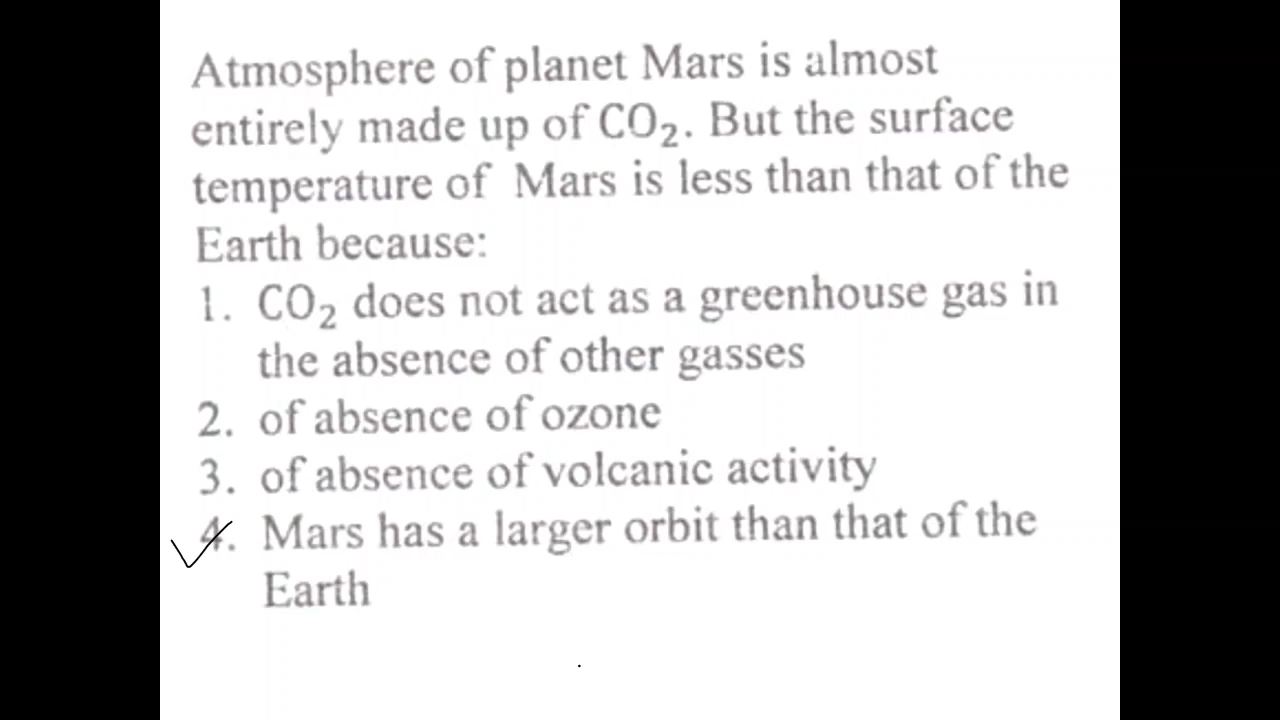 Atmosphere of planet Mars is almost
entirely made up of CO₂. But the surface
temperature of Mars is less than that of the
Earth because:
1. CO₂ does not act as a greenhouse gas in
the absence of other gasses
2. of absence of ozone
3. of absence of volcanic activity
4. Mars has a larger orbit than that of the
Earth